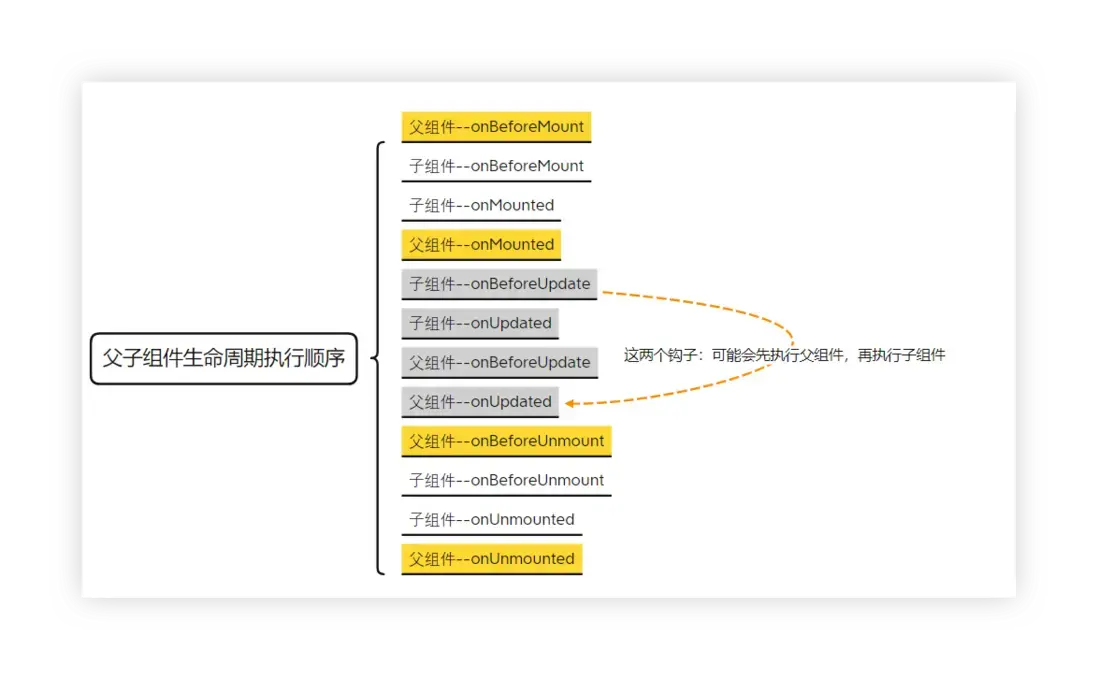 父子组件生命周期执行顺序
父组件--onBeforeMount
子组件--onBeforeMount
子组件--onMounted
父组件--onMounted
子组件--onBeforeUpdate
子组件--onUpdated
父组件--onBeforeUpdate
父组件--onUpdated
这两个钩子：可能会先执行父组件，再执行子组件
父组件--onBeforeUnmount
子组件--onBeforeUnmount
子组件--onUnmounted
父组件--onUnmounted